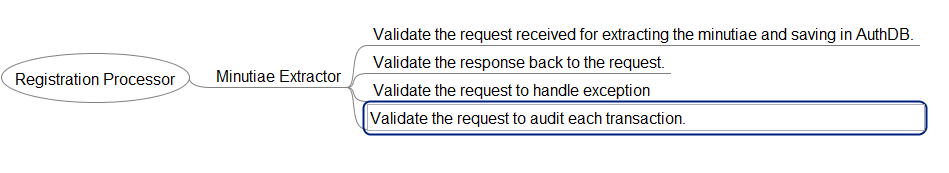 Registration Processor
Minutiae Extractor
Validate the request received for extracting the minutiae and saving in AuthDB.
Validate the response back to the request.
Validate the request to handle exception
Validate the request to audit each transaction.